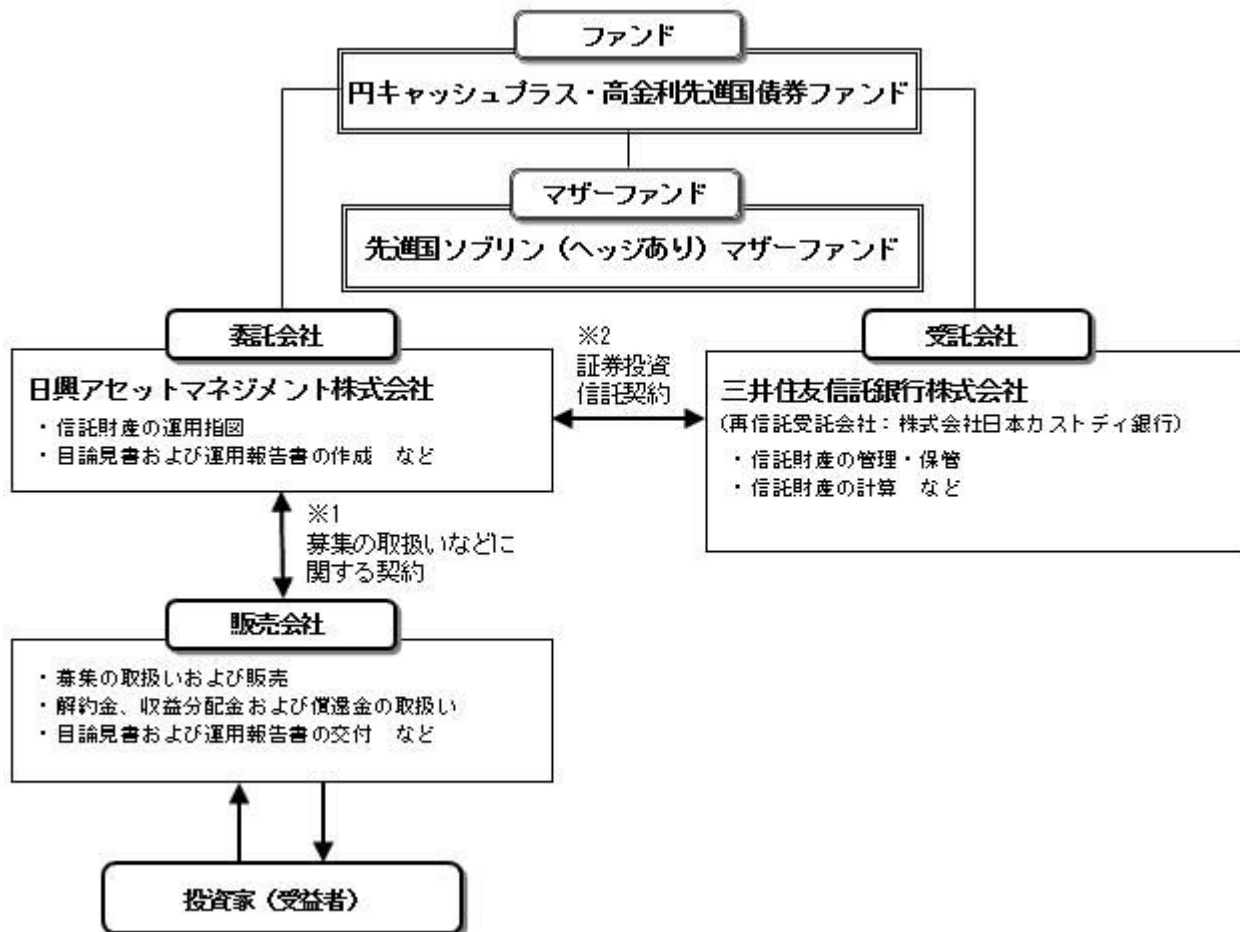 ファンド
円キャッシュプラス・高金利先進国債券ファンド
マザーファンド
先進国ソブリン（ヘッジあり）マザーファンド
委託会社
日興アセットマネジメント株式会社
・信託財産の運用指図
・目論見書および運用報告書の作成　など
※2
証券投資
信託契約
受託会社
三井住友信託銀行株式会社
(再信託受託会社：株式会社日本カストディ銀行)
・信託財産の管理・保管
・信託財産の計算　など
※1
募集の取扱いなどに
関する契約
販売会社
・募集の取扱いおよび販売
・解約金、収益分配金および償還金の取扱い
・目論見書および運用報告書の交付　など
投資家（受益者）